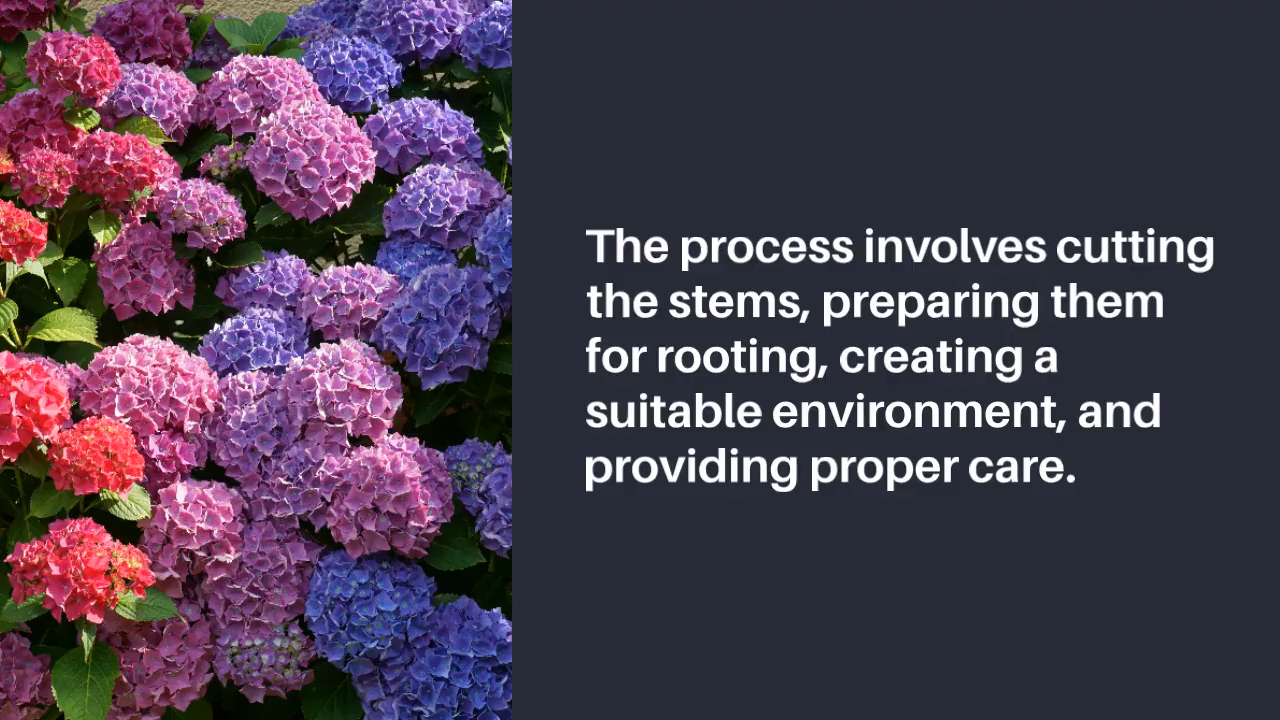 The process involves cutting
the stems, preparing them
for rooting, creating a
suitable environment, and
providing proper care.